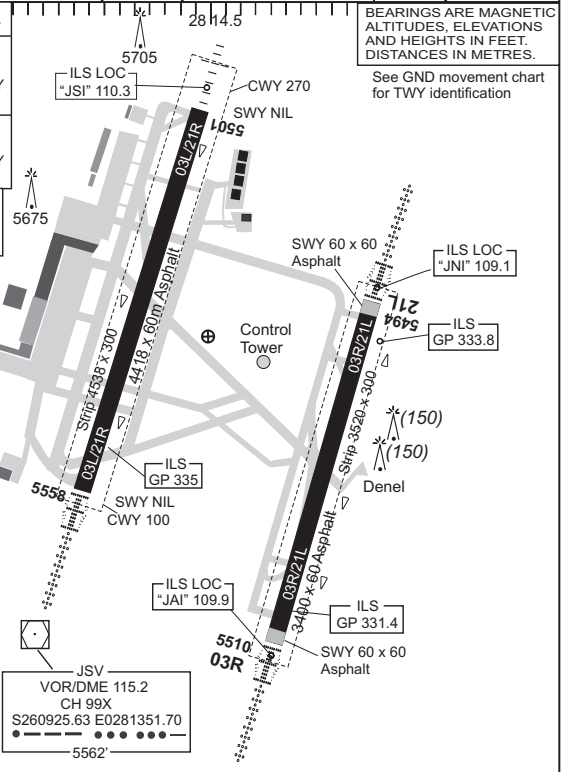 28 14.5
BEARINGS ARE MAGNETIC
ALTITUDES, ELEVATIONS
AND HEIGHTS IN FEET.
DISTANCES IN METRES.
See GND movement chart
for TWY identification
5705
ILS LOC
"JSI" 110.3
CWY 270
SWY NIL
5501
03L/21R
5675
SWY 60 x 60
Asphalt
ILS LOC
"JNI" 109.1
21L
5494
ILS
GP 333.8
03R/21L
Control
Tower
4418 x 60m Asphalt
Strip 4538 x 300
Strip 3520 x 300
(150)
(150)
Denel
03L/21R
ILS
GP 335
5558
SWY NIL
CWY 100
03R/21L
3400 x 60 Asphalt
ILS LOC
"JAI" 109.9
ILS
GP 331.4
5510
03R
SWY 60 x 60
Asphalt
JSV
VOR/DME 115.2
CH 99X
S260925.63 E0281351.70
5562'